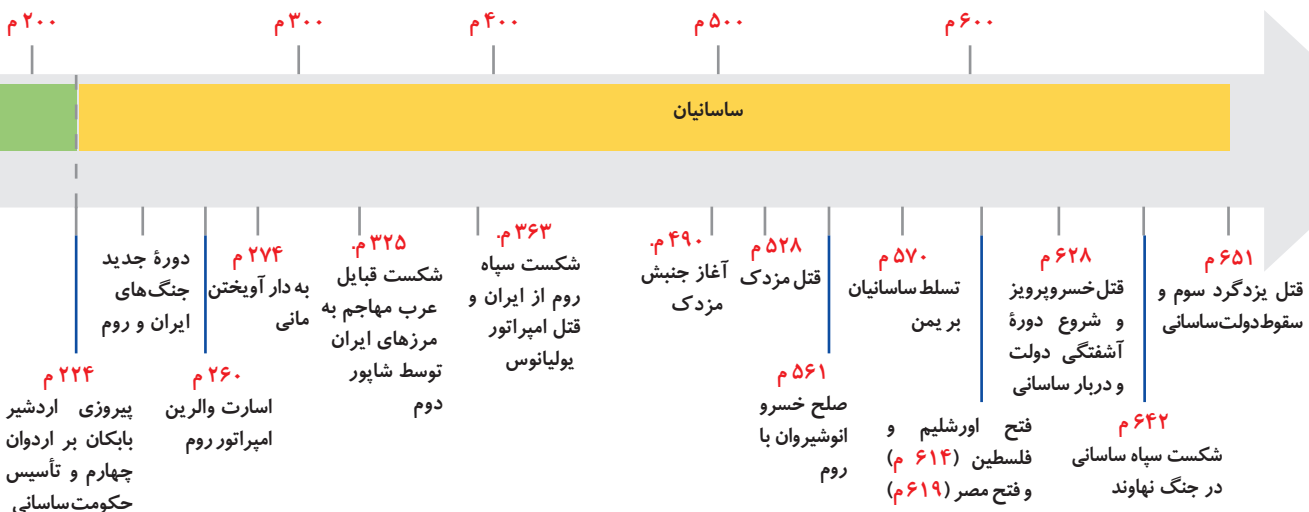 ۲۰۰ م
۳۰۰ م
۴۰۰ م
۵۰۰ م
۶۰۰ م
ساسانیان
۲۲۴ م
پیروزی اردشیر
بابکان بر اردوان
چهارم و تأسیس
حکومت ساسانی
دورهٔ جدید
جنگ‌های
ایران و روم
۲۶۰ م
اسارت والرین
امپراتور روم
۲۷۴ م
به دار آویختن
مانی
۳۲۵ م.
شکست قبایل
عرب مهاجم به
مرزهای ایران
توسط شاپور
دوم
۳۶۳ م.
شکست سپاه
روم از ایران و
قتل امپراتور
یولیانوس
۴۹۰ م.
آغاز جنبش
مزدک
۵۲۸ م
قتل مزدک
۵۶۱ م
صلح خسرو
انوشیروان با
روم
۵۷۰ م
تسلط ساسانیان
بر یمن
فتح اورشلیم و
فلسطین (۶۱۴ م)
و فتح مصر (۶۱۹ م)
۶۲۸ م
قتل خسروپرویز
و شروع دورهٔ
آشفتگی دولت
و دربار ساسانی
۶۴۲ م
شکست سپاه ساسانی
در جنگ نهاوند
۶۵۱ م
قتل یزدگرد سوم و
سقوط دولت ساسانی